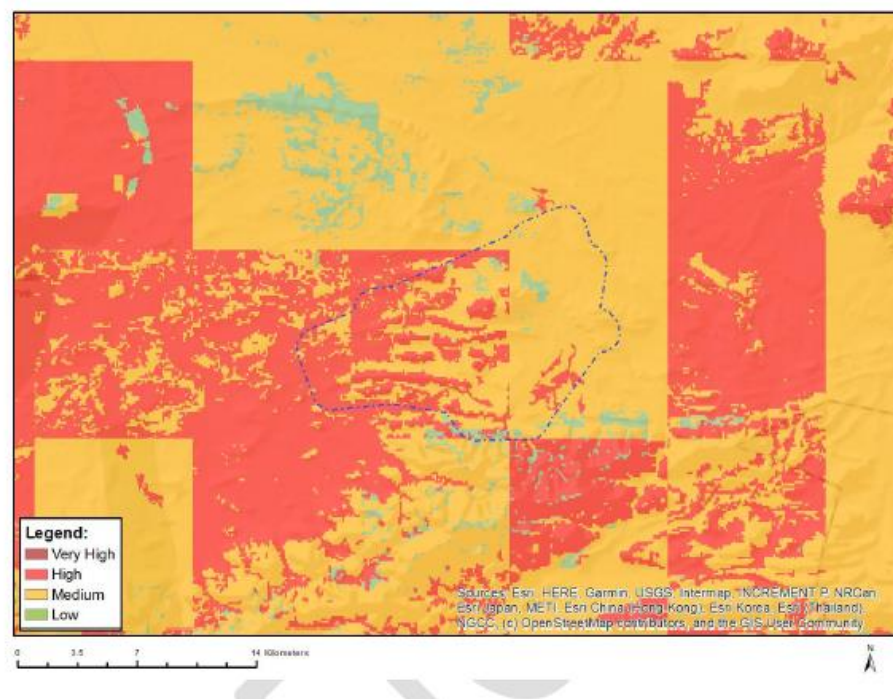 Legend:
Very High
High
Medium
Low
Sources: Esri, HERE, Garmin, USGS, Intermap, INCREMENT P, NRCan,
Esri Japan, METI, Esri China (Hong Kong), Esri Korea, Esri (Thailand),
NGCC, (c) OpenStreetMap contributors, and the GIS User Community
0 3.5 7 14 Kilometers
N